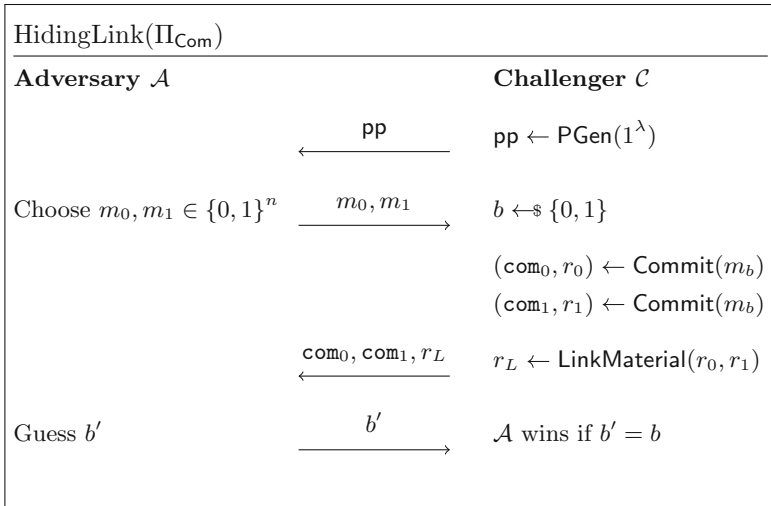 HidingLink(Π_Com)
Adversary 𝒜 Challenger 𝒞
pp pp ← PGen(1^λ)
Choose m_0, m_1 ∈ {0, 1}^n m_0, m_1 b ←$ {0, 1}
(com_0, r_0) ← Commit(m_b)
(com_1, r_1) ← Commit(m_b)
com_0, com_1, r_L r_L ← LinkMaterial(r_0, r_1)
Guess b′ b′ 𝒜 wins if b′ = b